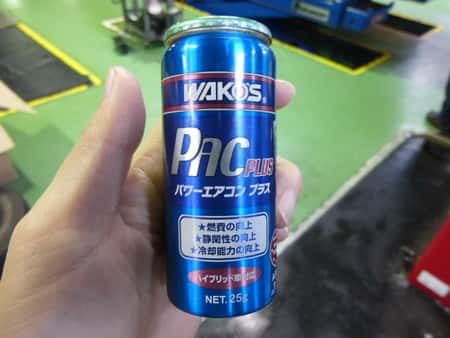 WAKO'S®
PAC PLUS
パワーエアコン プラス
★燃費の向上
★静粛性の向上
★冷却能力の向上
ハイブリッド車
NET. 25g